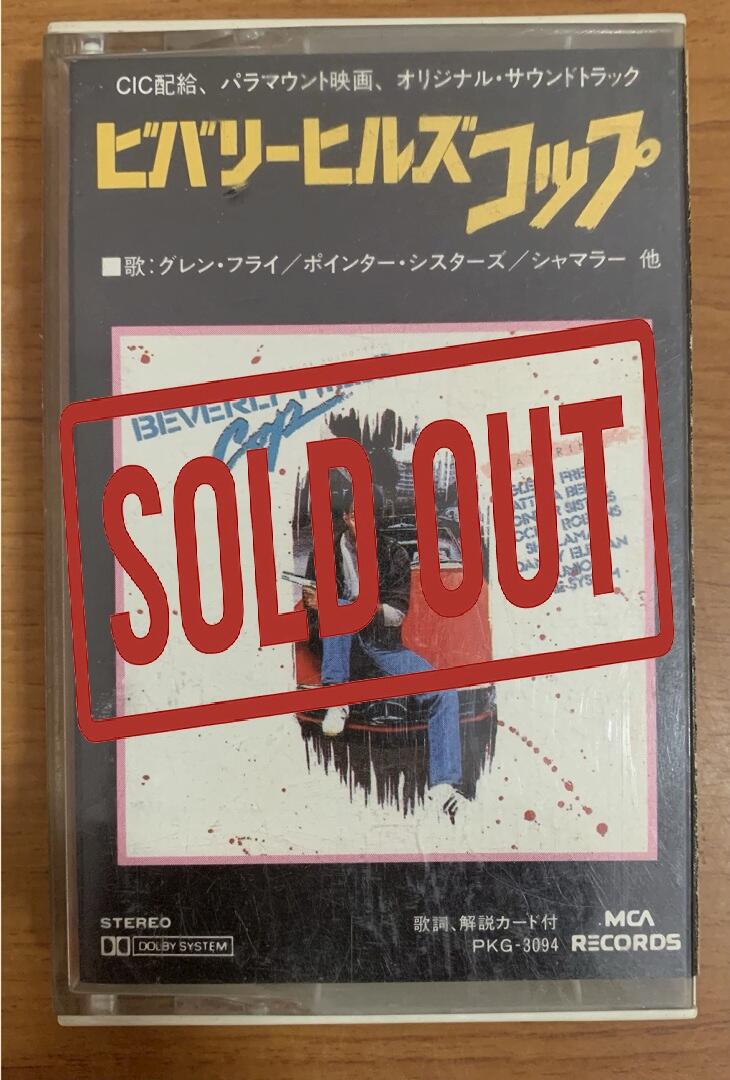 CIC配給、パラマウント映画、オリジナル・サウンドトラック
ビバリーヒルズコップ
■歌:グレン・フライ／ポインター・シスターズ／シャマラー 他
BEVERLY
Cop
SOLD OUT
STEREO
DOLBY SYSTEM
歌詞、解説カード付
PKG-3094
MCA
RECORDS